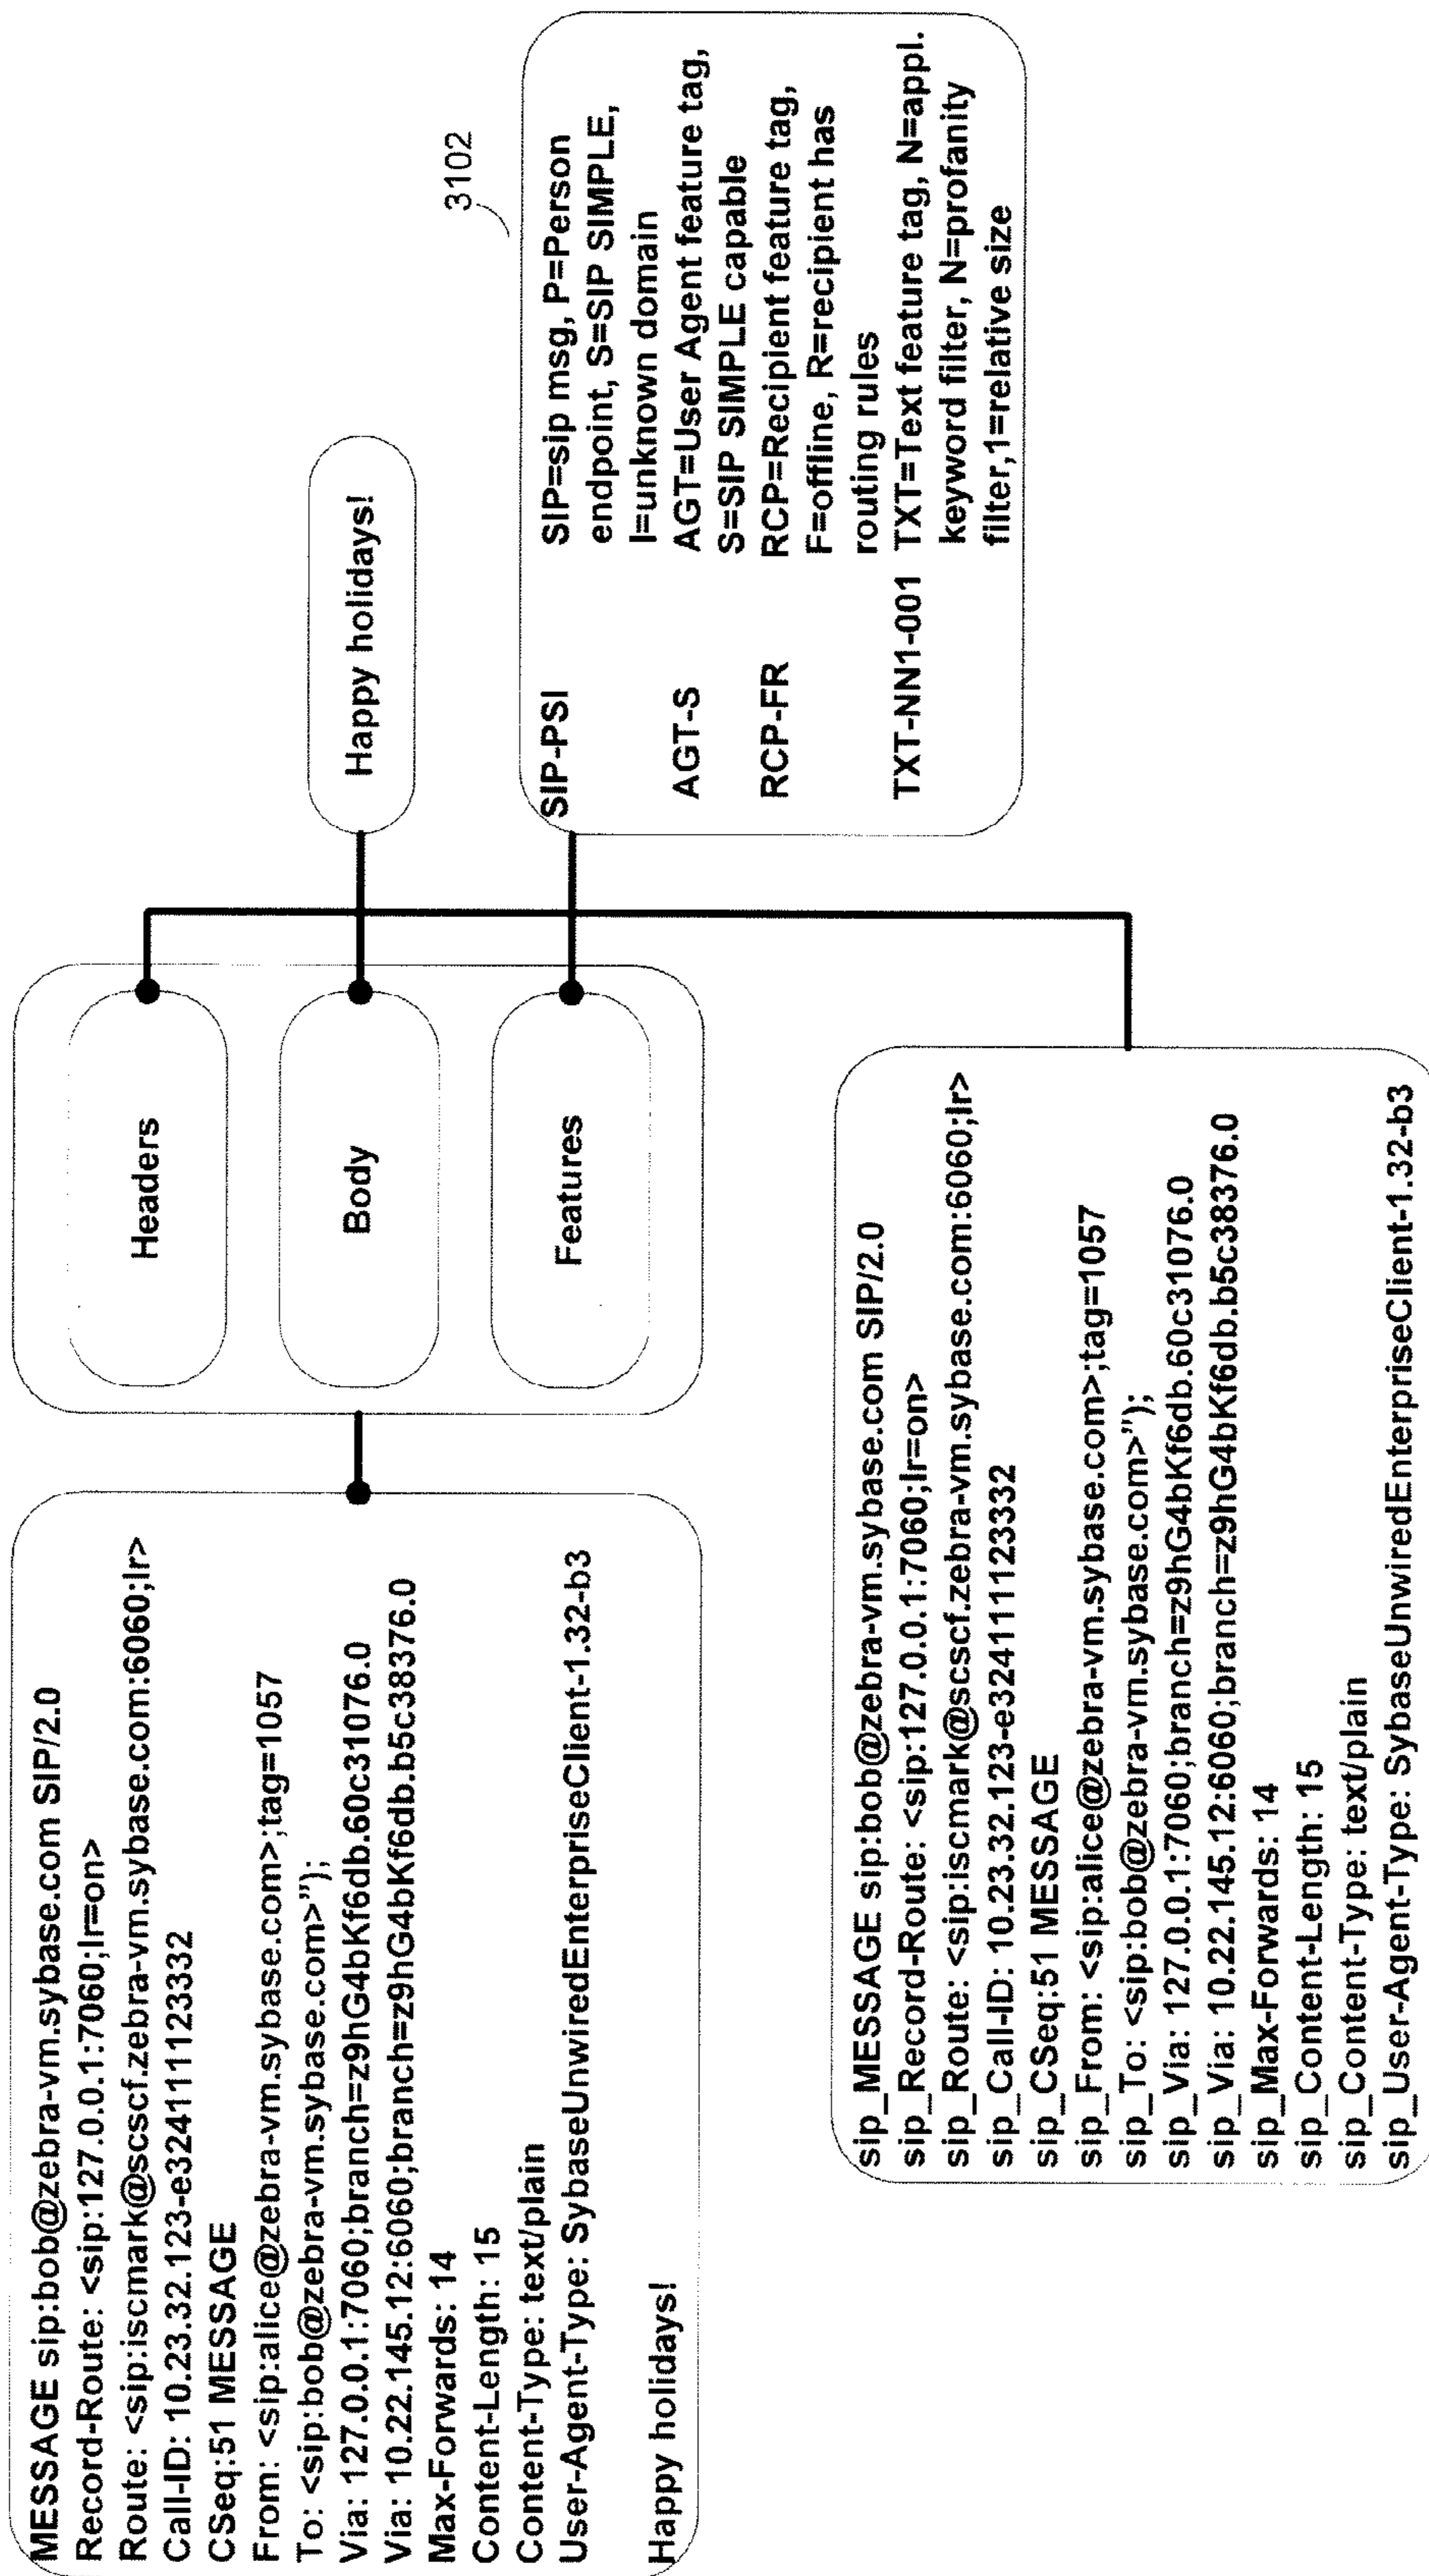 MESSAGE sip:bob@zebra-vm.sybase.com SIP/2.0
Record-Route: <sip:127.0.0.1:7060;lr=on>
Route: <sip:iscmark@scscf.zebra-vm.sybase.com:6060;lr>
Call-ID: 10.23.32.123-e32411123332
CSeq:51 MESSAGE
From: <sip:alice@zebra-vm.sybase.com>;tag=1057
To: <sip:bob@zebra-vm.sybase.com>”);
Via: 127.0.0.1:7060;branch=z9hG4bKf6db.60c31076.0
Via: 10.22.145.12:6060;branch=z9hG4bKf6db.b5c38376.0
Max-Forwards: 14
Content-Length: 15
Content-Type: text/plain
User-Agent-Type: SybaseUnwiredEnterpriseClient-1.32-b3
Happy holidays!
Headers
Body
Features
Happy holidays!
3102
SIP-PSI SIP=sip msg, P=Person
endpoint, S=SIP SIMPLE,
I=unknown domain
AGT-S AGT=User Agent feature tag,
S=SIP SIMPLE capable
RCP-FR RCP=Recipient feature tag,
F=offline, R=recipient has
routing rules
TXT-NN1-001 TXT=Text feature tag, N=appl.
keyword filter, N=profanity
filter,1=relative size
sip_MESSAGE sip:bob@zebra-vm.sybase.com SIP/2.0
sip_Record-Route: <sip:127.0.0.1:7060;lr=on>
sip_Route: <sip:iscmark@scscf.zebra-vm.sybase.com:6060;lr>
sip_Call-ID: 10.23.32.123-e32411123332
sip_CSeq:51 MESSAGE
sip_From: <sip:alice@zebra-vm.sybase.com>;tag=1057
sip_To: <sip:bob@zebra-vm.sybase.com>”);
sip_Via: 127.0.0.1:7060;branch=z9hG4bKf6db.60c31076.0
sip_Via: 10.22.145.12:6060;branch=z9hG4bKf6db.b5c38376.0
sip_Max-Forwards: 14
sip_Content-Length: 15
sip_Content-Type: text/plain
sip_User-Agent-Type: SybaseUnwiredEnterpriseClient-1.32-b3